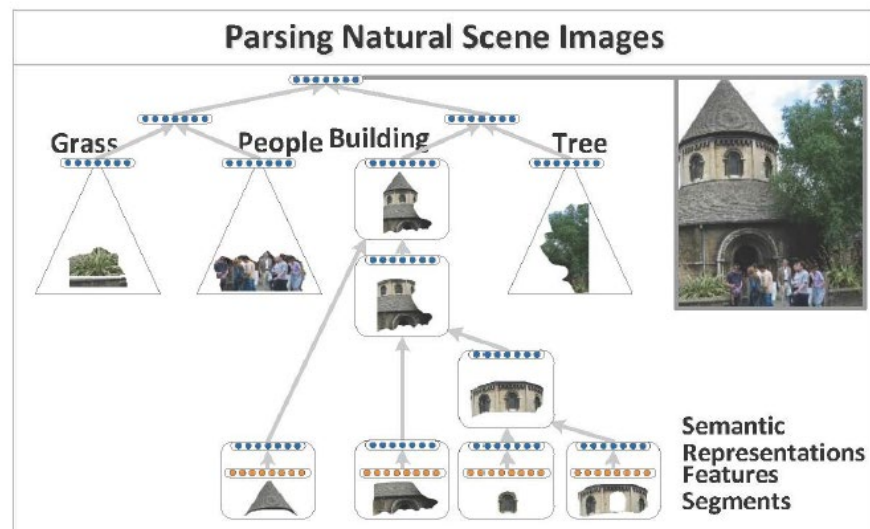 Parsing Natural Scene Images
Grass
People
Building
Tree
Semantic
Representations
Features
Segments